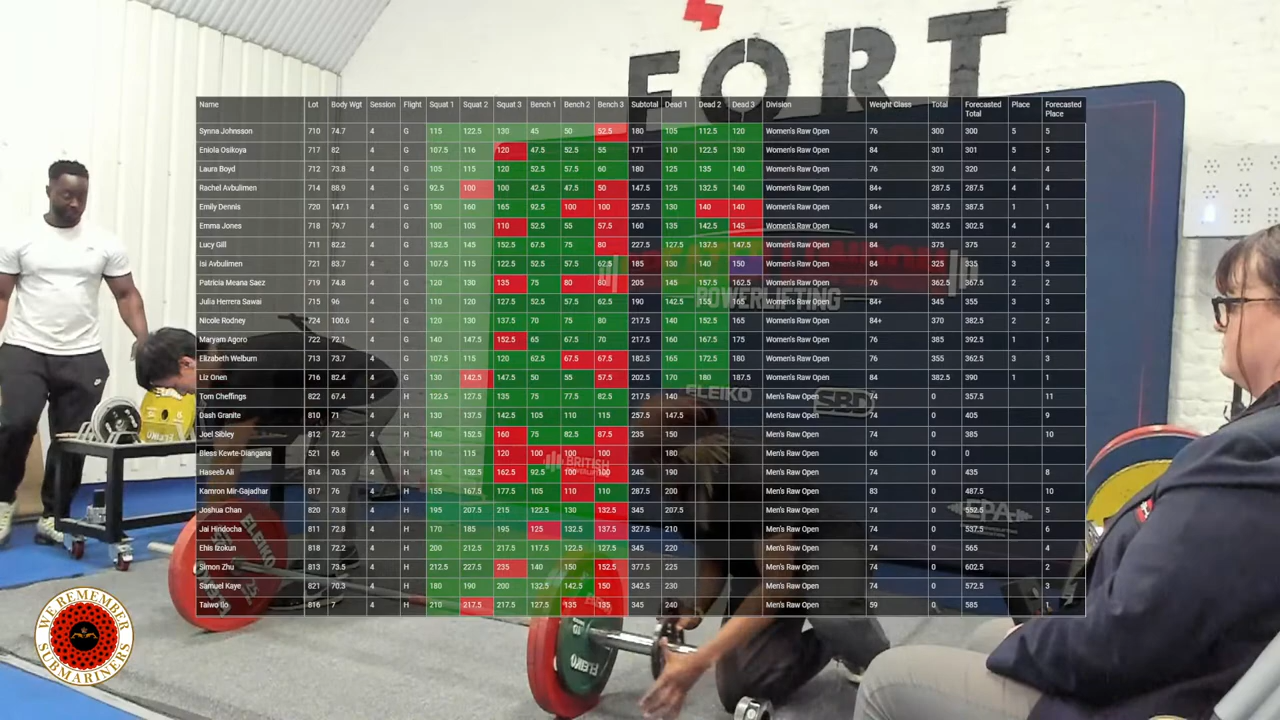 FORT
Name Lot Body Wgt Session Flight Squat 1 Squat 2 Squat 3 Bench 1 Bench 2 Bench 3 Subtotal Dead 1 Dead 2 Dead 3 Division Weight Class Total Forecasted Total Place Forecasted Place
Synna Johnsson 710 74.7 4 G 115 122.5 130 45 50 52.5 180 105 112.5 120 Women's Raw Open 76 300 300 5 5
Eniola Osikoya 717 82 4 G 107.5 116 120 47.5 52.5 55 171 110 122.5 130 Women's Raw Open 84 301 301 5 5
Laura Boyd 712 73.8 4 G 105 115 120 52.5 57.5 60 180 125 135 140 Women's Raw Open 76 320 320 4 4
Rachel Avbulimen 714 88.9 4 G 92.5 100 100 42.5 47.5 50 147.5 125 132.5 140 Women's Raw Open 84+ 287.5 287.5 4 4
Emily Dennis 720 147.1 4 G 150 160 165 92.5 100 100 257.5 130 140 140 Women's Raw Open 84+ 387.5 387.5 1 1
Emma Jones 718 79.7 4 G 100 105 110 52.5 55 57.5 160 135 142.5 145 Women's Raw Open 84 302.5 302.5 4 4
Lucy Gill 711 82.2 4 G 132.5 145 152.5 67.5 75 80 227.5 127.5 137.5 147.5 Women's Raw Open 84 375 375 2 2
Isi Avbulimen 721 83.7 4 G 107.5 115 122.5 52.5 57.5 62.5 185 130 140 150 Women's Raw Open 84 325 335 3 3
Patricia Meana Saez 719 74.8 4 G 120 130 135 75 80 80 205 145 157.5 162.5 Women's Raw Open 76 362.5 367.5 2 2
Julia Herrera Sawai 715 96 4 G 110 120 127.5 52.5 57.5 62.5 190 142.5 155 165 Women's Raw Open 84+ 345 355 3 3
Nicole Rodney 724 100.6 4 G 120 130 137.5 70 75 80 217.5 140 152.5 165 Women's Raw Open 84+ 370 382.5 2 2
Maryam Agoro 722 72.1 4 G 140 147.5 152.5 65 67.5 70 217.5 160 167.5 175 Women's Raw Open 76 385 392.5 1 1
Elizabeth Welburn 713 73.7 4 G 107.5 115 120 62.5 67.5 67.5 182.5 165 172.5 180 Women's Raw Open 76 355 362.5 3 3
Liz Onen 716 82.4 4 G 130 142.5 147.5 50 55 57.5 202.5 170 180 187.5 Women's Raw Open 84 382.5 390 1 1
Tom Cheffings 822 67.4 4 H 122.5 127.5 135 75 77.5 82.5 217.5 140 Men's Raw Open 74 0 357.5 11
Dash Granite 810 71 4 H 130 137.5 142.5 105 110 115 257.5 147.5 Men's Raw Open 74 0 405 9
Joel Sibley 812 72.2 4 H 140 152.5 160 75 82.5 87.5 235 150 Men's Raw Open 74 0 385 10
Bless Kewte-Diangana 521 66 4 H 110 115 120 100 100 100 180 Men's Raw Open 66 0 0
Haseeb Ali 814 70.5 4 H 145 152.5 162.5 92.5 100 100 245 190 Men's Raw Open 74 0 435 8
Kamron Mir-Gajadhar 817 76 4 H 155 167.5 177.5 105 110 110 287.5 200 Men's Raw Open 83 0 487.5 10
Joshua Chan 820 73.8 4 H 195 207.5 215 122.5 130 132.5 345 207.5 Men's Raw Open 74 0 552.5 5
Jai Hindocha 811 72.8 4 H 170 185 195 125 132.5 137.5 327.5 210 Men's Raw Open 74 0 537.5 6
Ehis Izokun 818 72.2 4 H 200 212.5 217.5 117.5 122.5 127.5 345 220 Men's Raw Open 74 0 565 4
Simon Zhu 813 73.5 4 H 212.5 227.5 235 140 150 152.5 377.5 225 Men's Raw Open 74 0 602.5 2
Samuel Kaye 821 70.3 4 H 180 190 200 132.5 142.5 150 342.5 230 Men's Raw Open 74 0 572.5 3
Taiwo Ilo 816 7 4 H 210 217.5 217.5 127.5 135 135 345 240 Men's Raw Open 59 0 585 1
POWERLIFTING
ELEIKO
SBD
BRITISH
EPA
ELEIKO
ELEIKO
WE REMEMBER
SUBMARINERS